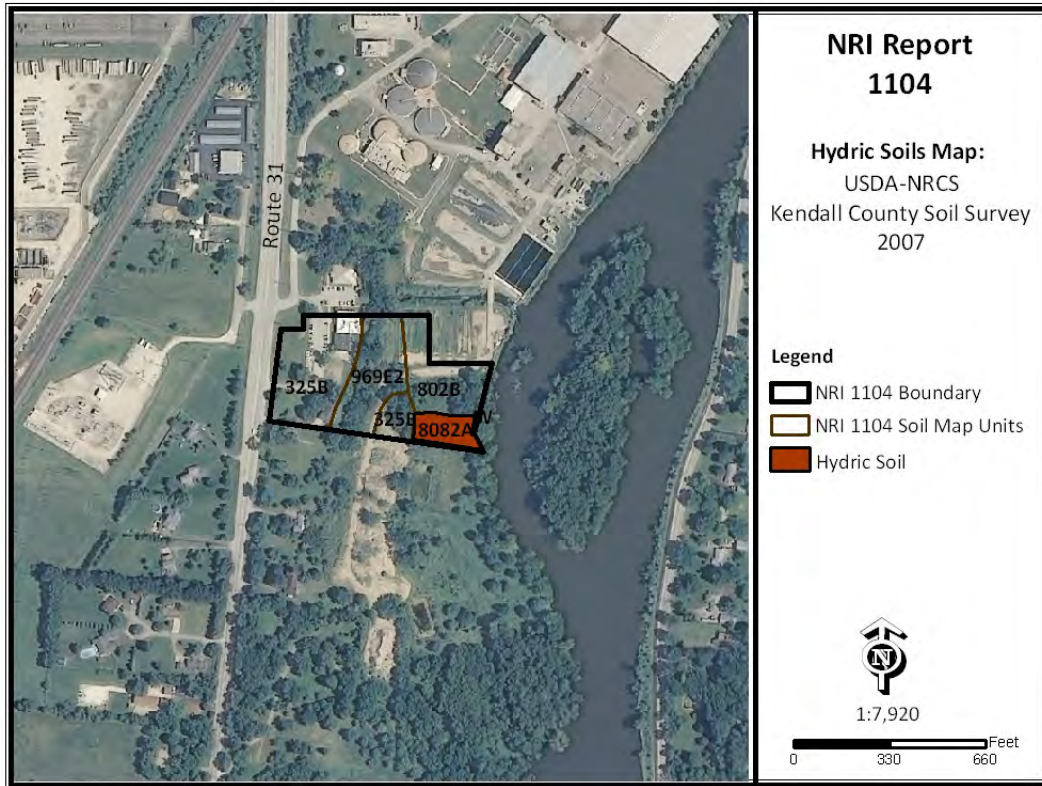 NRI Report
1104
Hydric Soils Map:
USDA-NRCS
Kendall County Soil Survey
2007
Route 31
325B
969E2
802B
325B
8082A
W
Legend
NRI 1104 Boundary
NRI 1104 Soil Map Units
Hydric Soil
N
1:7,920
Feet
0 330 660